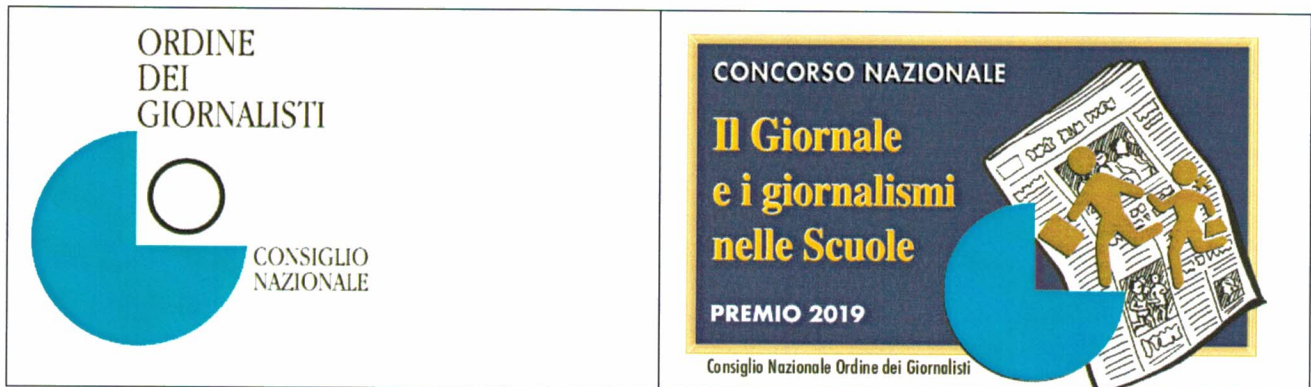 ORDINE
DEI
GIORNALISTI
CONSIGLIO
NAZIONALE
CONCORSO NAZIONALE
Il Giornale
e i giornalismi
nelle Scuole
PREMIO 2019
Consiglio Nazionale Ordine dei Giornalisti